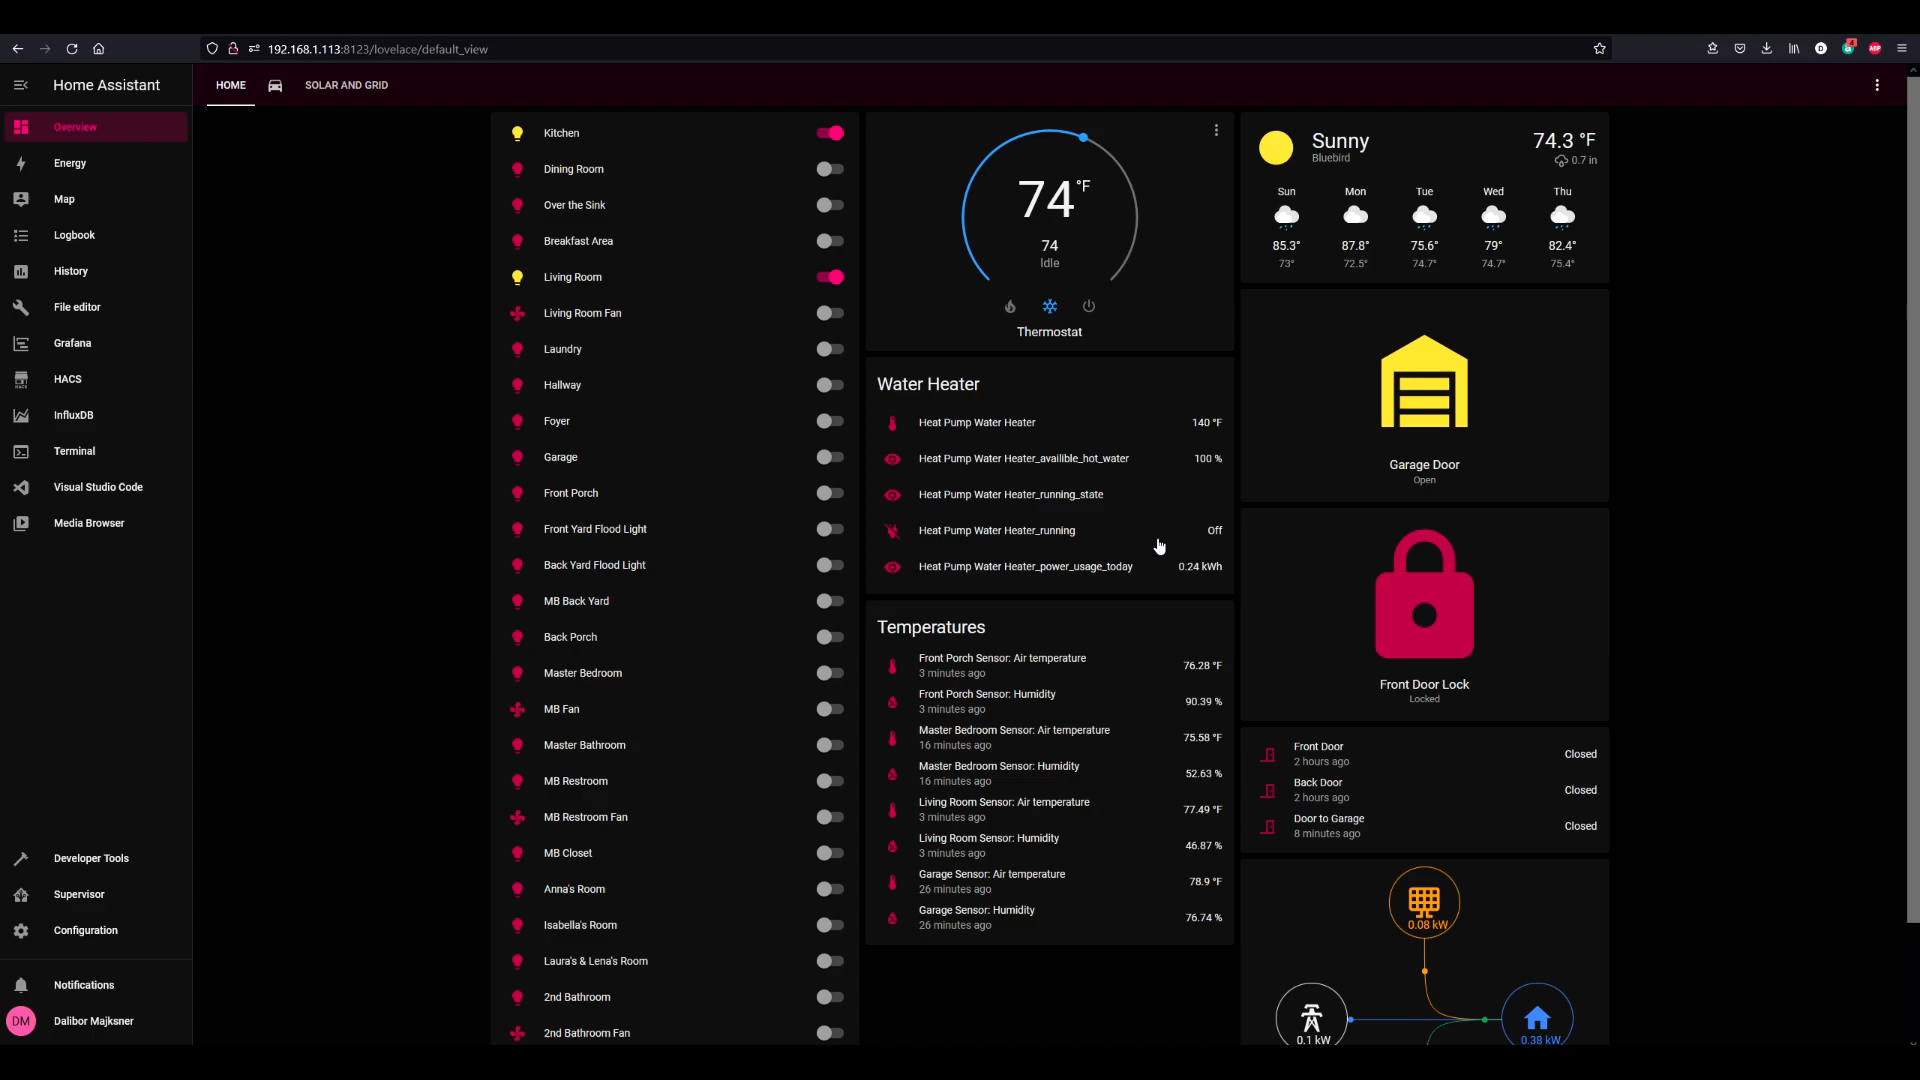 192.168.1.113:8123/lovelace/default_view
4
ABP
Home Assistant
HOME
SOLAR AND GRID
Overview
Energy
Map
Logbook
History
File editor
Grafana
HACS
HACS
InfluxDB
Terminal
Visual Studio Code
Media Browser
Developer Tools
Supervisor
Configuration
Notifications
DM
Dalibor Majksner
Kitchen
Dining Room
Over the Sink
Breakfast Area
Living Room
Living Room Fan
Laundry
Hallway
Foyer
Garage
Front Porch
Front Yard Flood Light
Back Yard Flood Light
MB Back Yard
Back Porch
Master Bedroom
MB Fan
Master Bathroom
MB Restroom
MB Restroom Fan
MB Closet
Anna's Room
Isabella's Room
Laura's & Lena's Room
2nd Bathroom
2nd Bathroom Fan
74 °F
74
Idle
Thermostat
Water Heater
Heat Pump Water Heater 140 °F
Heat Pump Water Heater_availible_hot_water 100 %
Heat Pump Water Heater_running_state
Heat Pump Water Heater_running Off
Heat Pump Water Heater_power_usage_today 0.24 kWh
Temperatures
Front Porch Sensor: Air temperature 76.28 °F
3 minutes ago
Front Porch Sensor: Humidity 90.39 %
3 minutes ago
Master Bedroom Sensor: Air temperature 75.58 °F
16 minutes ago
Master Bedroom Sensor: Humidity 52.63 %
16 minutes ago
Living Room Sensor: Air temperature 77.49 °F
3 minutes ago
Living Room Sensor: Humidity 46.87 %
3 minutes ago
Garage Sensor: Air temperature 78.9 °F
26 minutes ago
Garage Sensor: Humidity 76.74 %
26 minutes ago
Sunny 74.3 °F
Bluebird 0.7 in
Sun Mon Tue Wed Thu
85.3° 87.8° 75.6° 79° 82.4°
73° 72.5° 74.7° 74.7° 75.4°
Garage Door
Open
Front Door Lock
Locked
Front Door Closed
2 hours ago
Back Door Closed
2 hours ago
Door to Garage Closed
8 minutes ago
0.08 kW
0.1 kW
0.38 kW